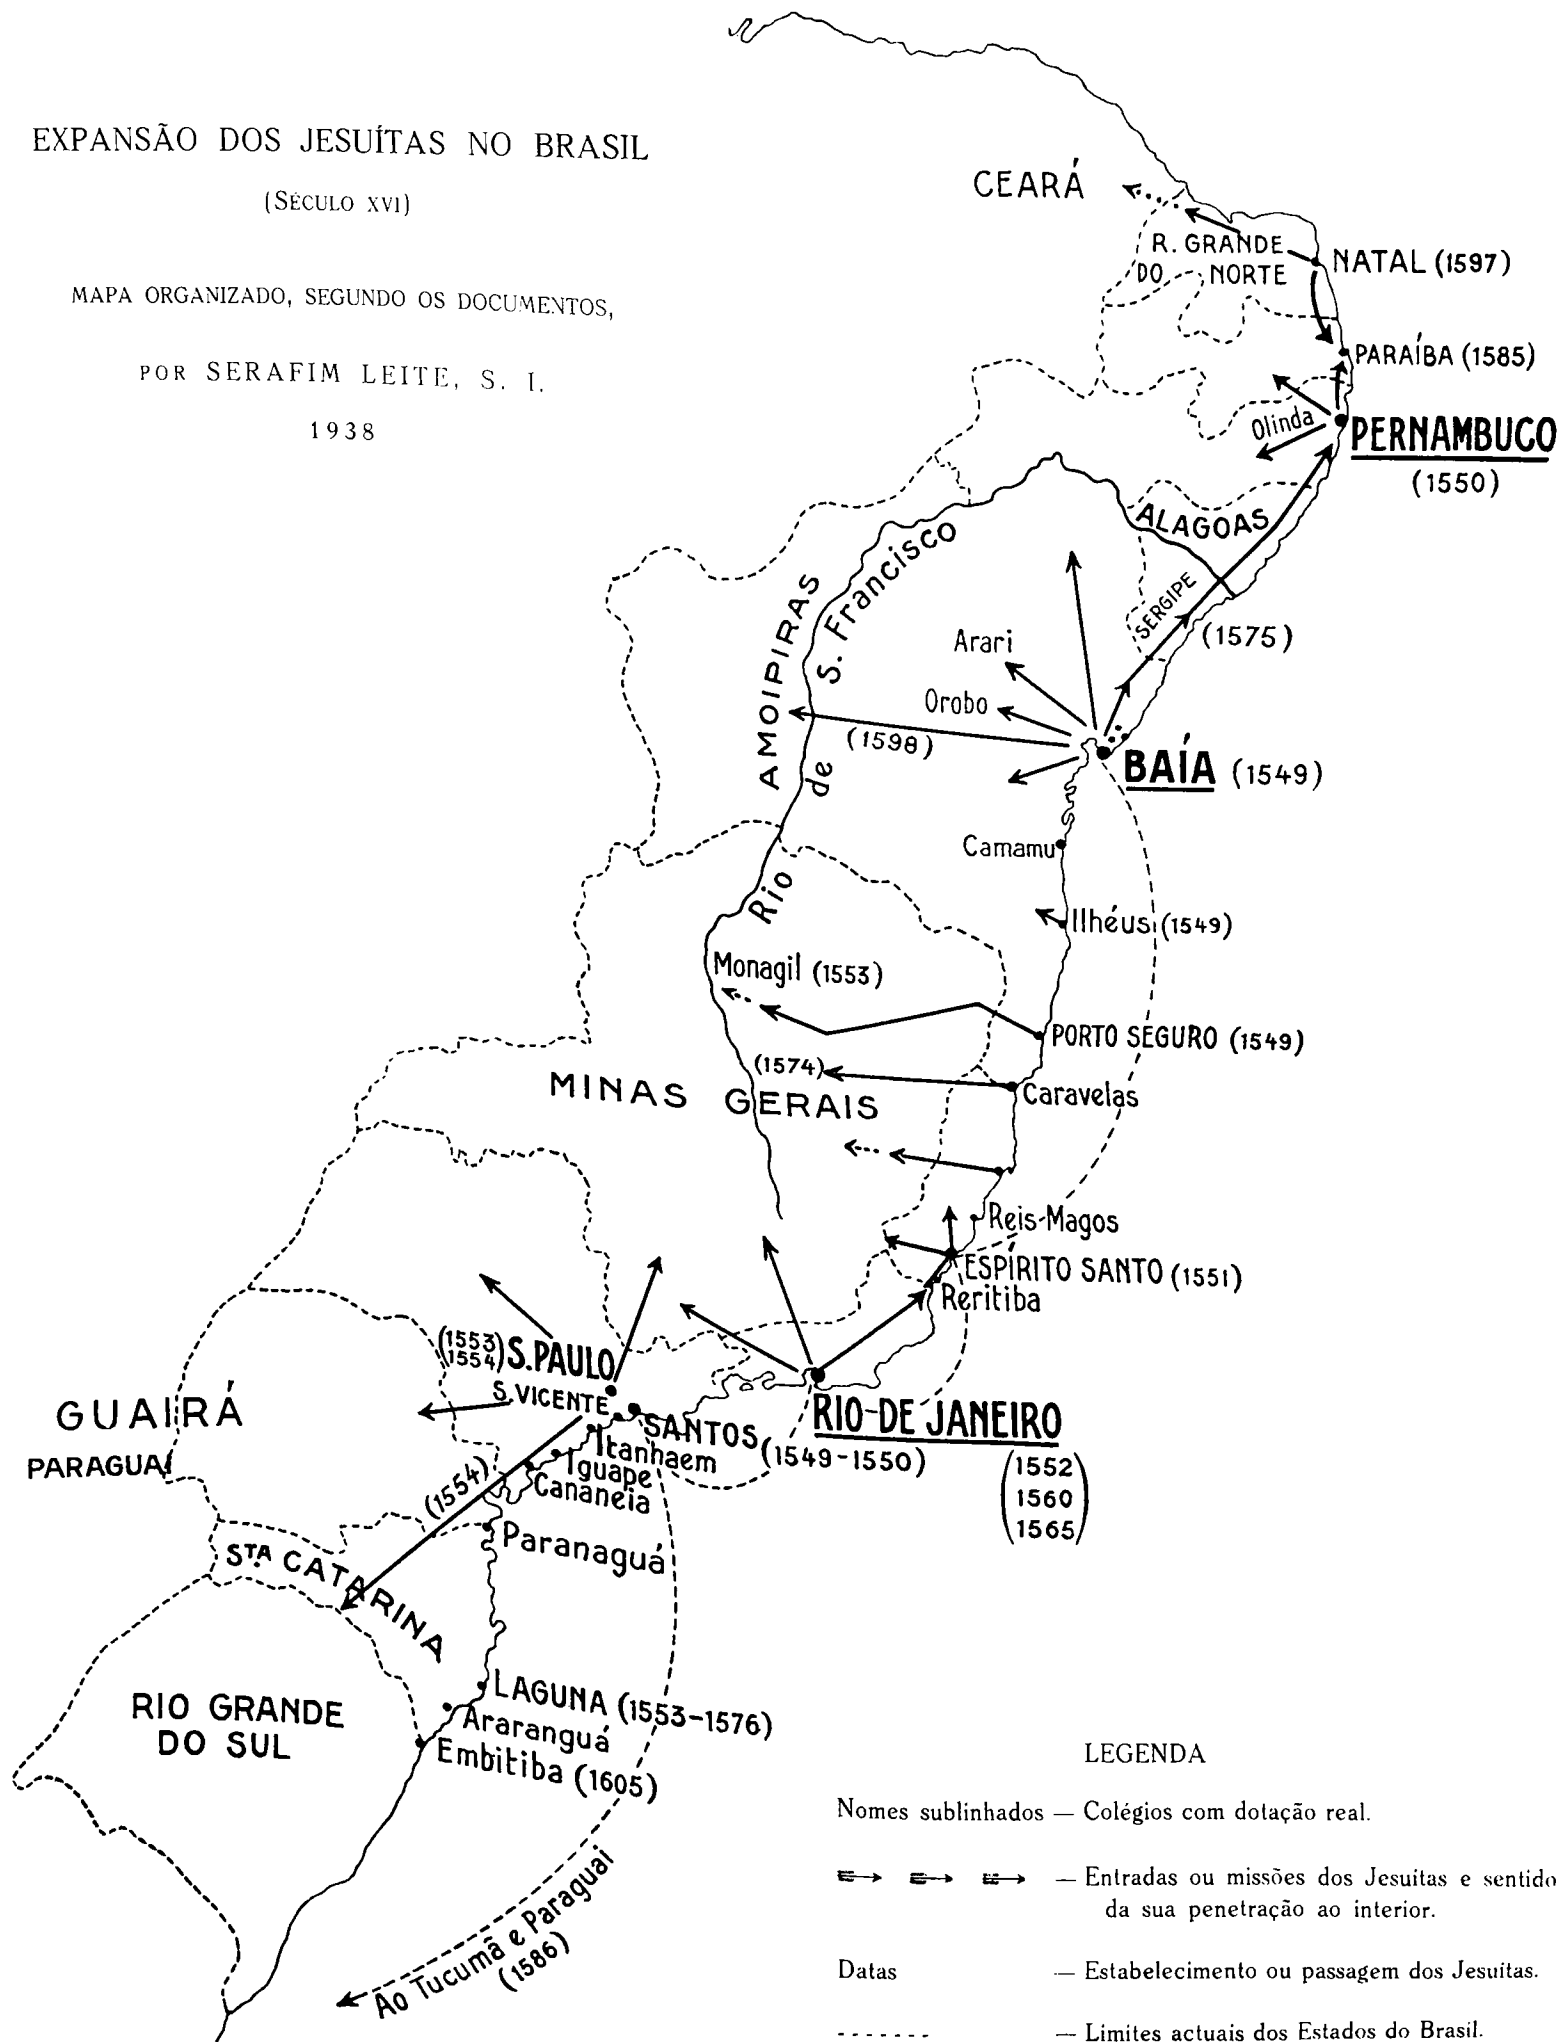 EXPANSÃO DOS JESUÍTAS NO BRASIL
(SÉCULO XVI)
MAPA ORGANIZADO, SEGUNDO OS DOCUMENTOS,
POR SERAFIM LEITE, S. I.
1938
CEARÁ
R. GRANDE
DO NORTE
NATAL (1597)
PARAÍBA (1585)
Olinda
PERNAMBUCO
(1550)
ALAGOAS
SERGIPE
(1575)
AMOIPIRAS
Rio de S. Francisco
Arari
Orobo
(1598)
BAÍA (1549)
Camamu
Ilhéus (1549)
Monagil (1553)
PORTO SEGURO (1549)
(1574)
Caravelas
MINAS GERAIS
Reis-Magos
ESPÍRITO SANTO (1551)
Reritiba
(1553
1554) S. PAULO
S. VICENTE
GUAIRÁ
PARAGUAI
SANTOS (1549-1550)
Itanhaem
Iguape
Cananeia
RIO-DE JANEIRO
(1552
1560
1565)
(1554)
Paranaguá
STA CATARINA
RIO GRANDE
DO SUL
LAGUNA (1553-1576)
Araranguá
Embitiba (1605)
Ao Tucumã e Paraguai
(1586)
LEGENDA
Nomes sublinhados — Colégios com dotação real.
— Entradas ou missões dos Jesuítas e sentido
da sua penetração ao interior.
Datas — Estabelecimento ou passagem dos Jesuítas.
— Limites actuais dos Estados do Brasil.